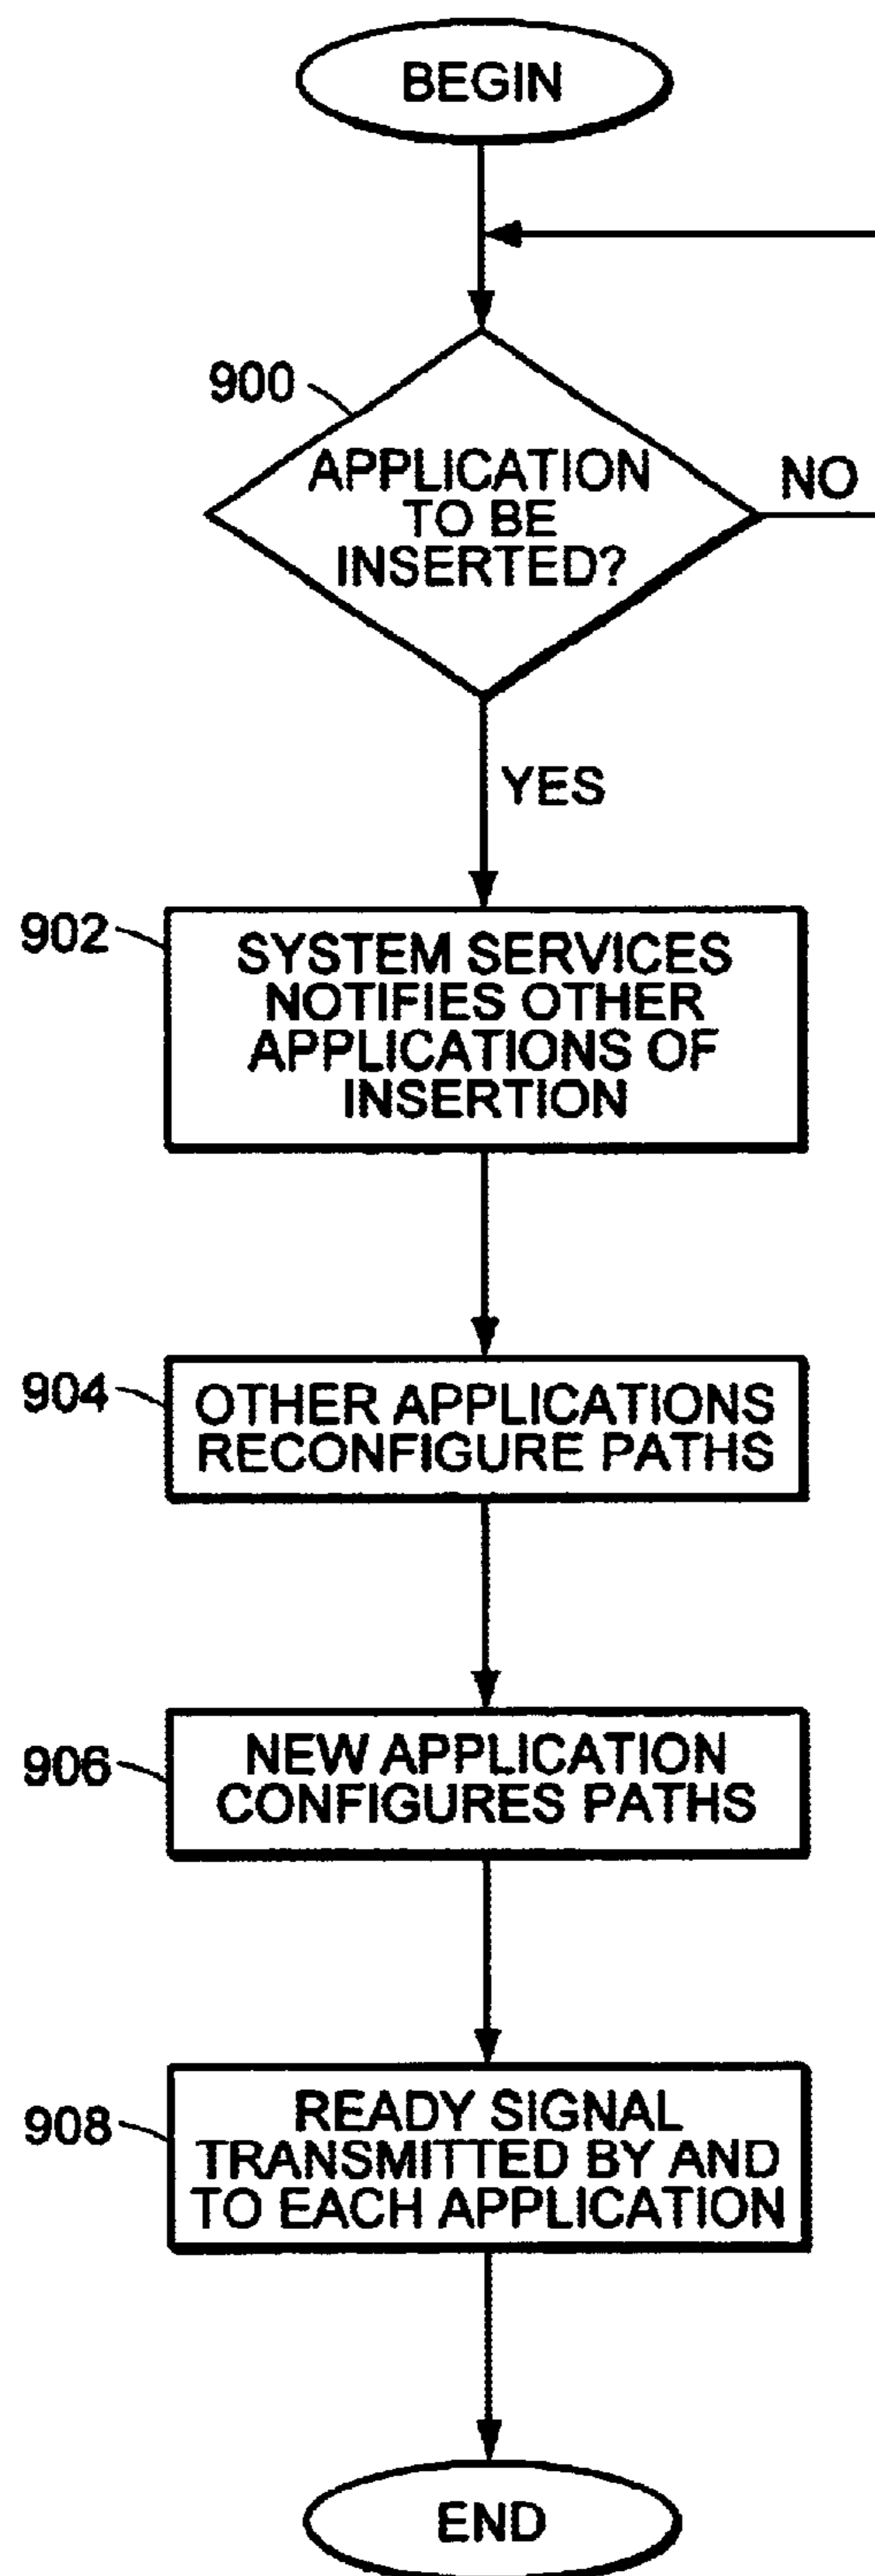 BEGIN
900
APPLICATION
TO BE
INSERTED?
NO
YES
902
SYSTEM SERVICES
NOTIFIES OTHER
APPLICATIONS OF
INSERTION
904
OTHER APPLICATIONS
RECONFIGURE PATHS
906
NEW APPLICATION
CONFIGURES PATHS
908
READY SIGNAL
TRANSMITTED BY AND
TO EACH APPLICATION
END